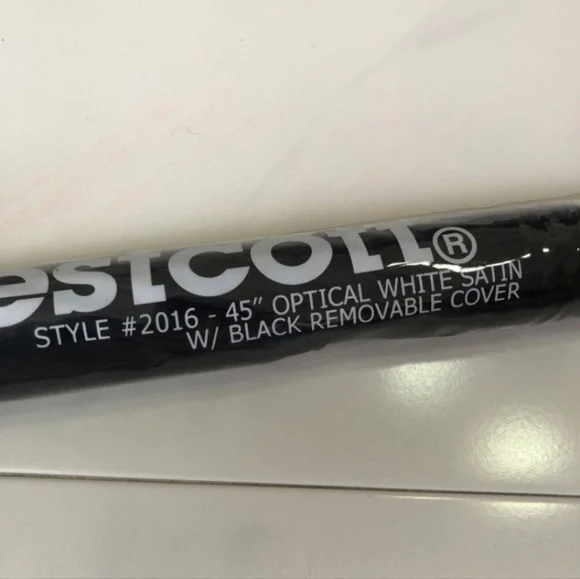 estcott®
STYLE #2016 - 45" OPTICAL WHITE SATIN
W/ BLACK REMOVABLE COVER